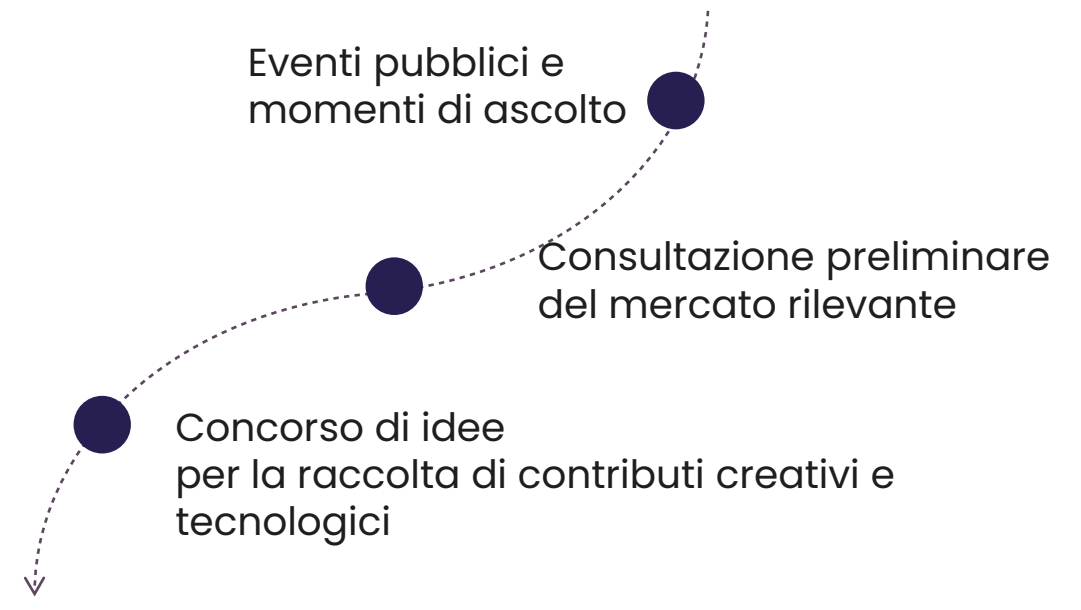 Eventi pubblici e
momenti di ascolto
Consultazione preliminare
del mercato rilevante
Concorso di idee
per la raccolta di contributi creativi e
tecnologici